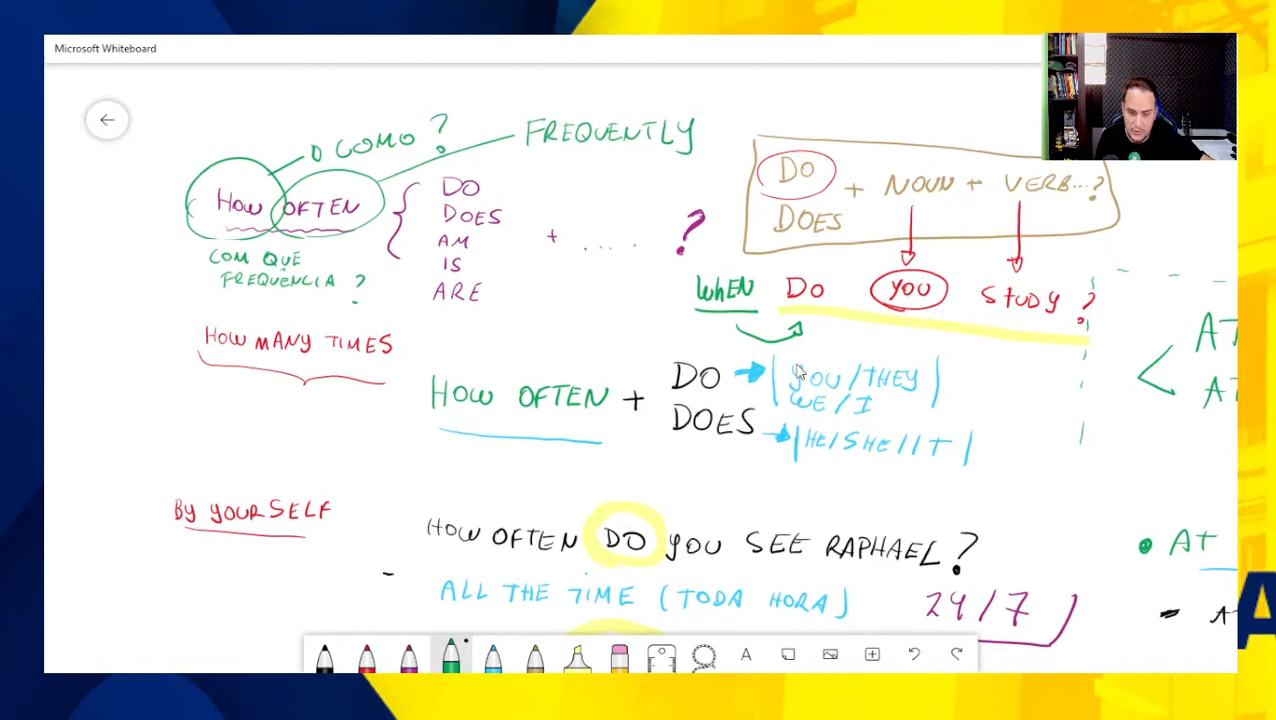 Microsoft Whiteboard
O COMO?
FREQUENTLY
HOW OFTEN
COM QUE
FREQUÊNCIA ?
DO
DOES
AM
IS
ARE
+ ..... ?
HOW MANY TIMES
DO
DOES
+ NOUN + VERB...?
WHEN DO YOU STUDY ?
HOW OFTEN +
DO
DOES
YOU/THEY
WE/I
HE/SHE/IT
BY YOURSELF
HOW OFTEN DO YOU SEE RAPHAEL?
- ALL THE TIME (TODA HORA)
24/7
AT
A
• AT
- AT
A